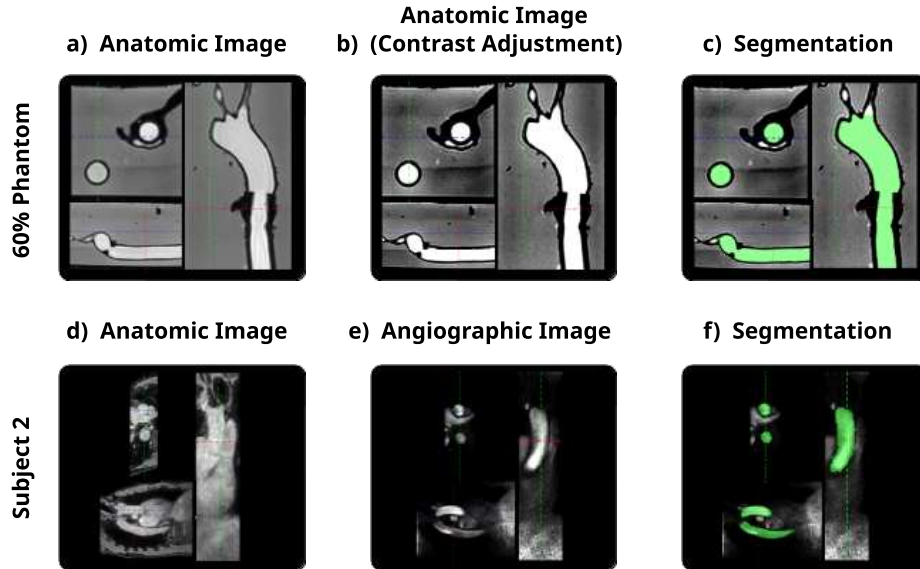 Anatomic Image
a) Anatomic Image
b) (Contrast Adjustment)
c) Segmentation
60% Phantom
d) Anatomic Image
e) Angiographic Image
f) Segmentation
Subject 2